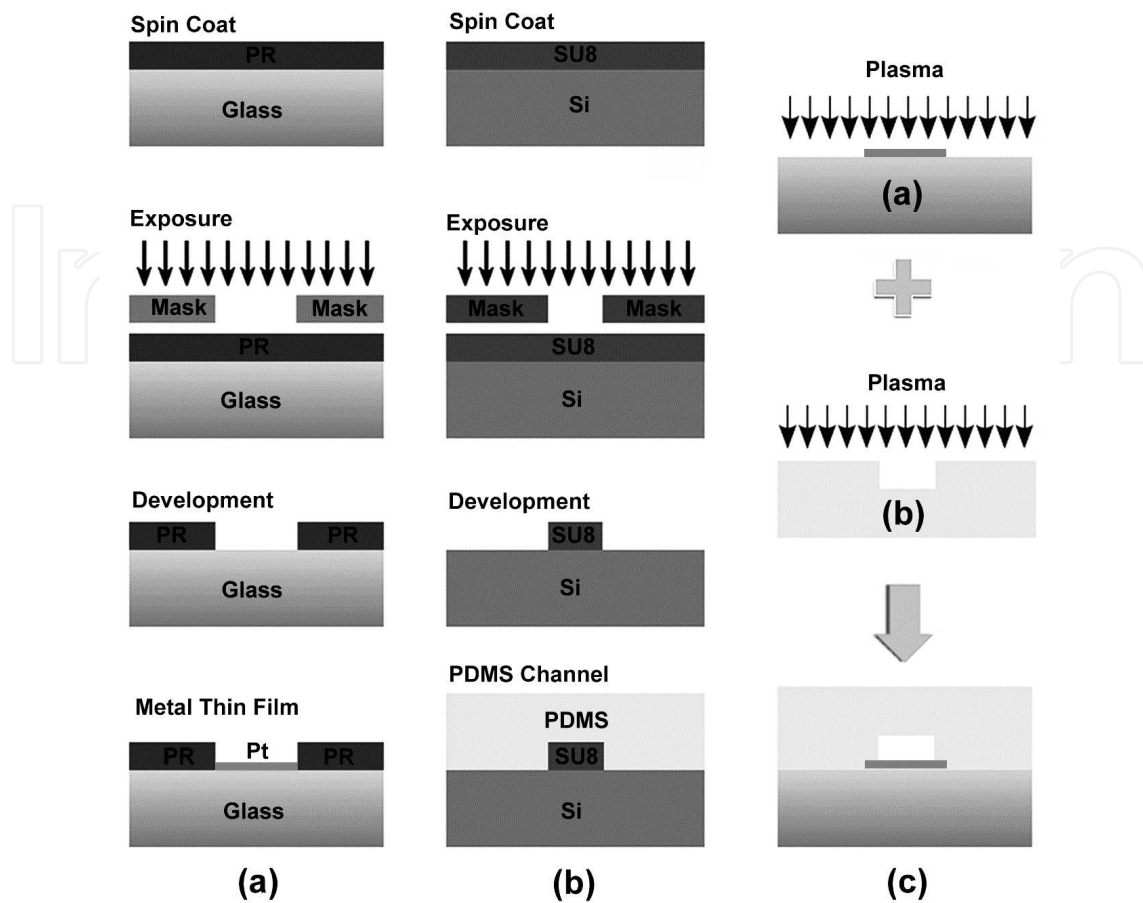 Spin Coat
PR
Glass
Exposure
Mask Mask
PR
Glass
Development
PR PR
Glass
Metal Thin Film
PR Pt PR
Glass
(a)
Spin Coat
SU8
Si
Exposure
Mask Mask
SU8
Si
Development
SU8
Si
PDMS Channel
PDMS
SU8
Si
(b)
Plasma
(a)
Plasma
(b)
(c)